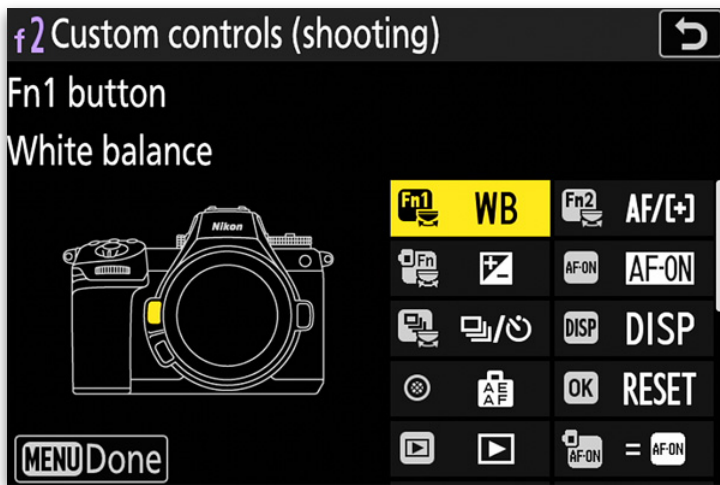 f2 Custom controls (shooting)
Fn1 button
White balance
Nikon
Fn1 WB Fn2 AF/[+]
Fn AF-ON AF-ON
DISP DISP
AE AF OK RESET
AF-ON = AF-ON
MENU Done